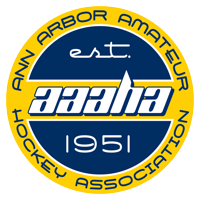 ANN ARBOR AMATEUR
est.
aaaha
1951
HOCKEY ASSOCIATION